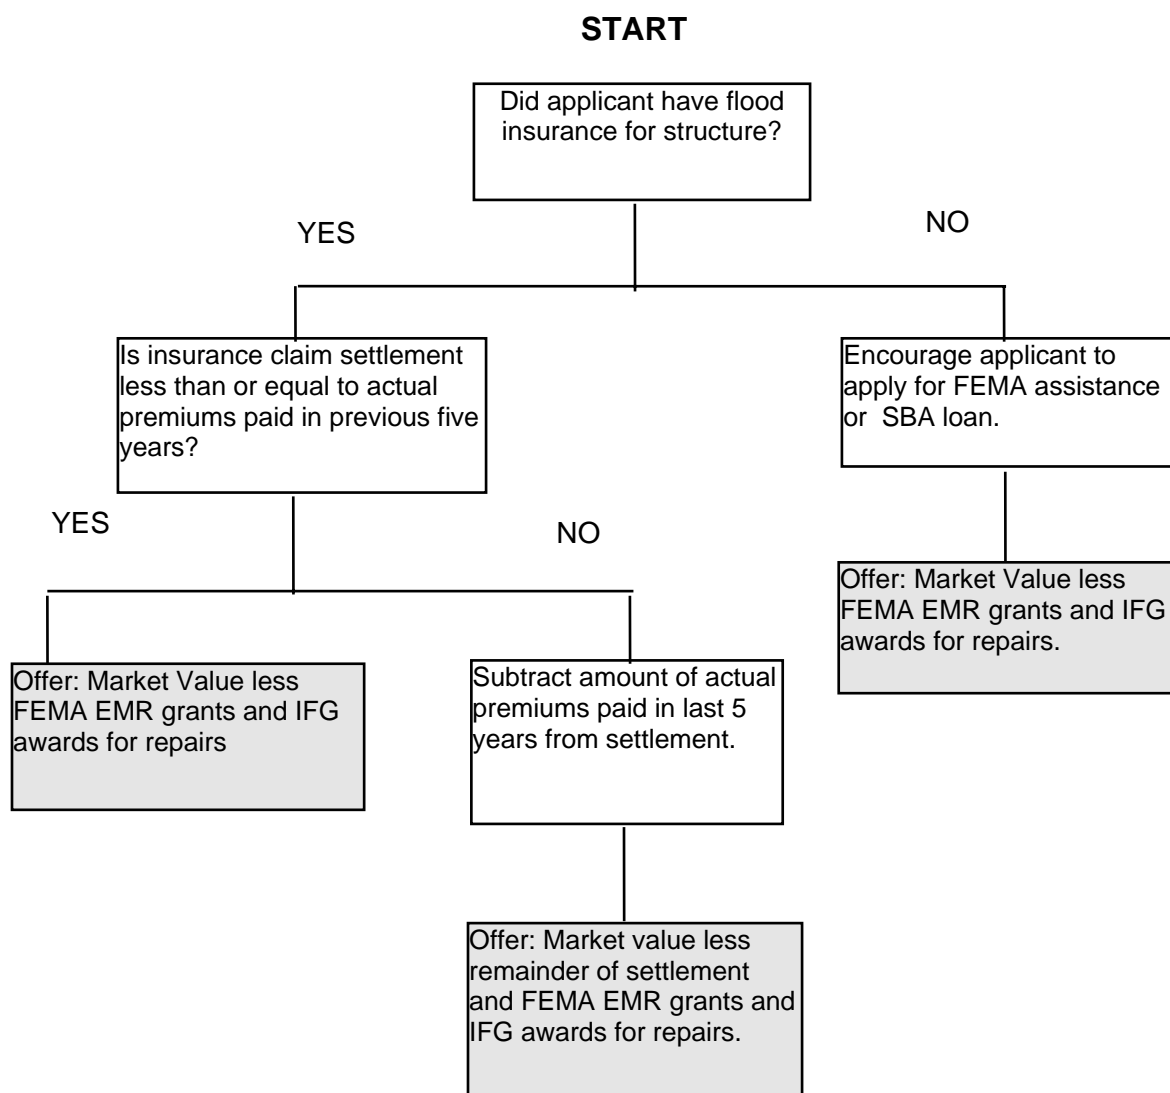 START
Did applicant have flood
insurance for structure?
YES
NO
Is insurance claim settlement
less than or equal to actual
premiums paid in previous five
years?
Encourage applicant to
apply for FEMA assistance
or SBA loan.
YES
NO
Offer: Market Value less
FEMA EMR grants and IFG
awards for repairs.
Offer: Market Value less
FEMA EMR grants and IFG
awards for repairs
Subtract amount of actual
premiums paid in last 5
years from settlement.
Offer: Market value less
remainder of settlement
and FEMA EMR grants and
IFG awards for repairs.